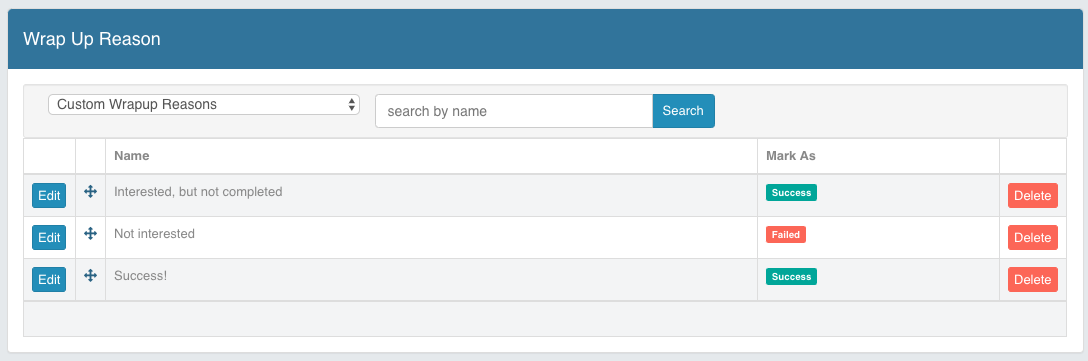 Wrap Up Reason
Custom Wrapup Reasons search by name Search
Name Mark As
Edit Interested, but not completed Success Delete
Edit Not interested Failed Delete
Edit Success! Success Delete